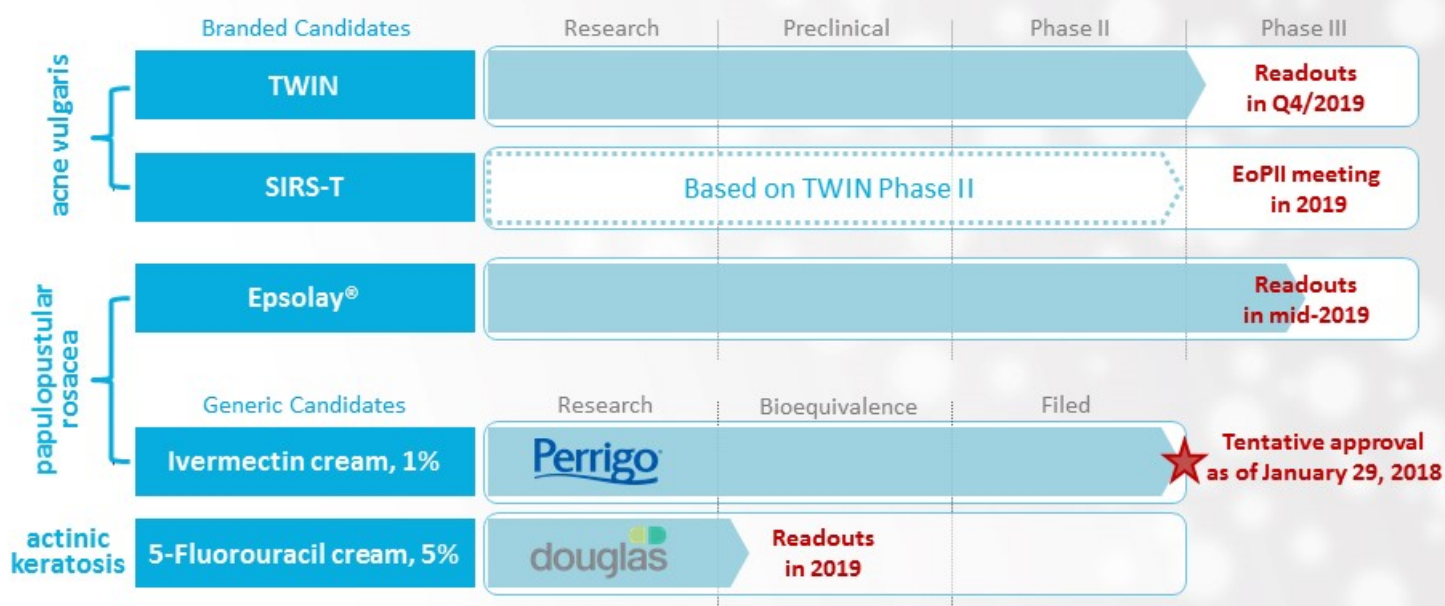 Branded Candidates
Research
Preclinical
Phase II
Phase III
acne vulgaris
TWIN
Readouts
in Q4/2019
SIRS-T
Based on TWIN Phase II
EoPII meeting
in 2019
papulopustular
rosacea
Epsolay®
Readouts
in mid-2019
Generic Candidates
Research
Bioequivalence
Filed
Ivermectin cream, 1%
Perrigo
Tentative approval
as of January 29, 2018
actinic
keratosis
5-Fluorouracil cream, 5%
douglas
Readouts
in 2019